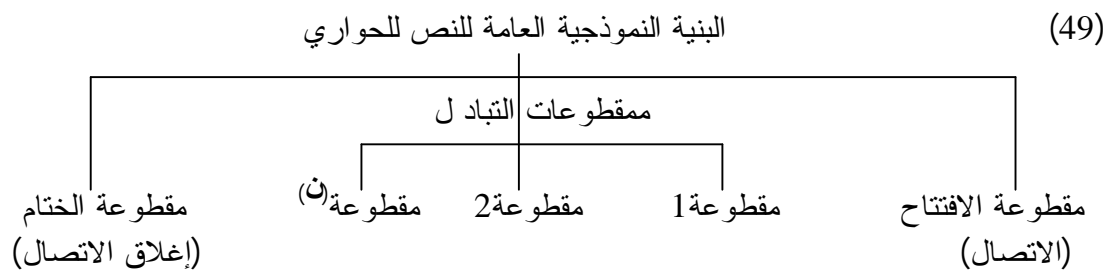 (49) البنية النموذجية العامة للنص للحواري
ممقطوعات التباد ل
مقطوعة الافتتاح مقطوعة1 مقطوعة2 مقطوعة(ن) مقطوعة الختام
(الاتصال) (إغلاق الاتصال)